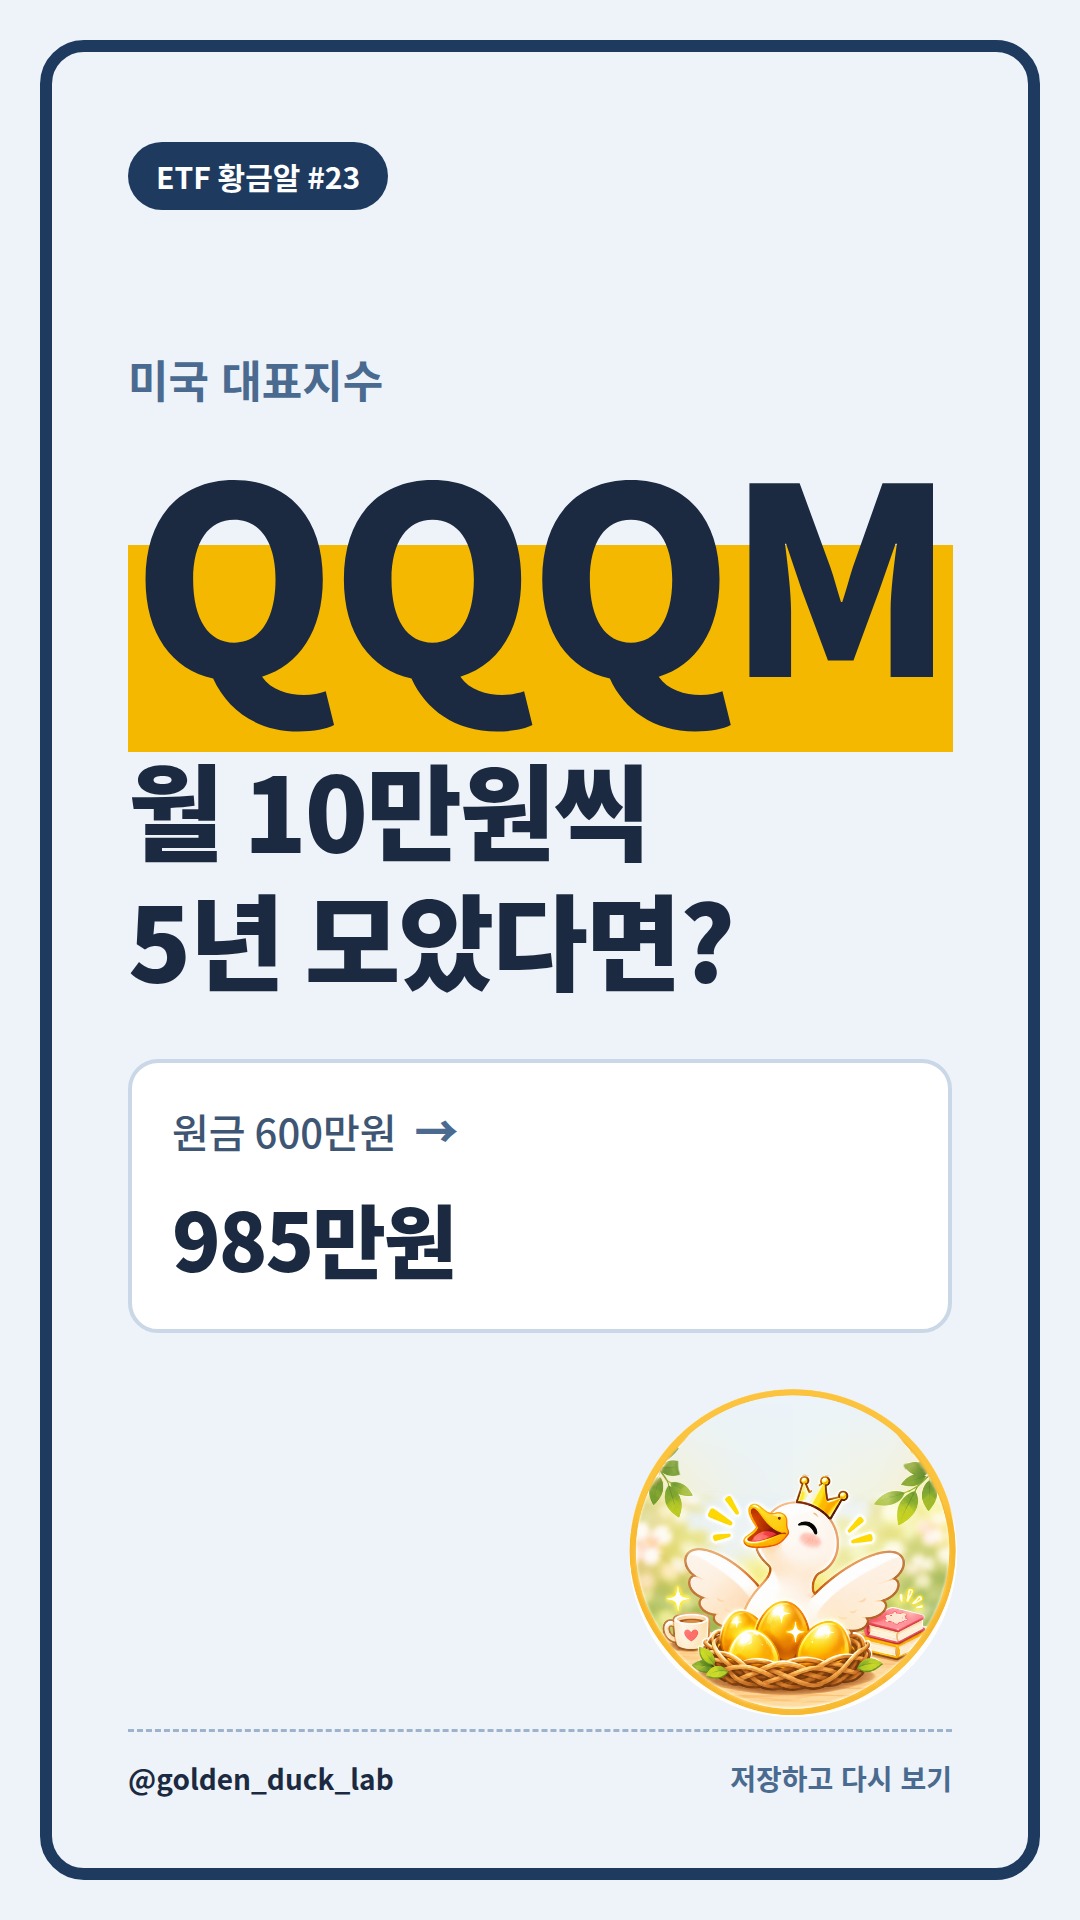 ETF 황금알 #23
미국 대표지수
QQQM
월 10만원씩
5년 모았다면?
원금 600만원 →
985만원
@golden_duck_lab
저장하고 다시 보기